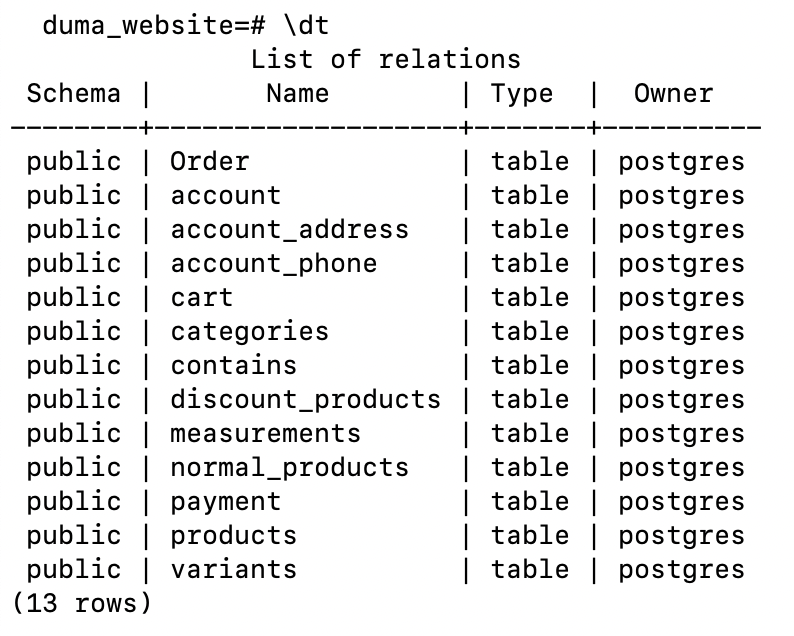 duma_website=# \dt
List of relations
Schema | Name | Type | Owner
--------+-------------------+-------+----------
public | Order | table | postgres
public | account | table | postgres
public | account_address | table | postgres
public | account_phone | table | postgres
public | cart | table | postgres
public | categories | table | postgres
public | contains | table | postgres
public | discount_products | table | postgres
public | measurements | table | postgres
public | normal_products | table | postgres
public | payment | table | postgres
public | products | table | postgres
public | variants | table | postgres
(13 rows)